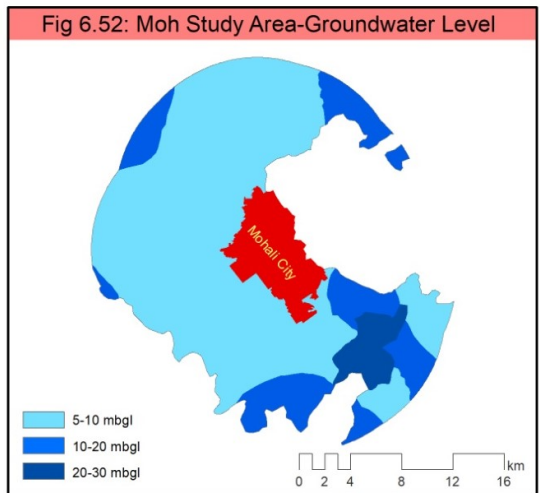 Fig 6.52: Moh Study Area-Groundwater Level
Mohali City
5-10 mbgl
10-20 mbgl
20-30 mbgl
km
0 2 4 8 12 16